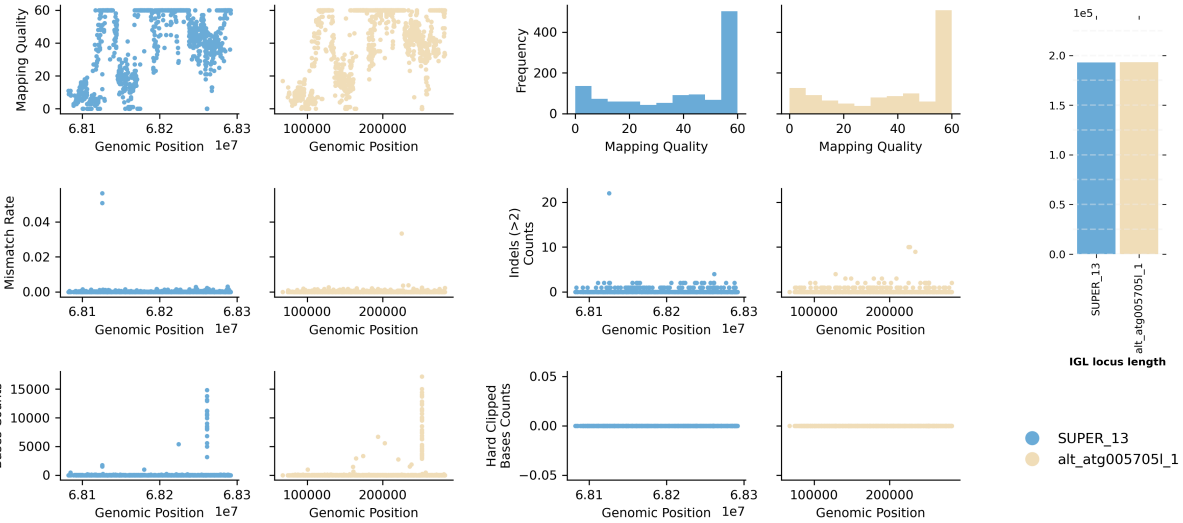 Mapping Quality
60
40
20
0
6.81 6.82 6.83
Genomic Position 1e7
100000 200000
Genomic Position
Frequency
400
200
0
0 20 40 60
Mapping Quality
0 20 40 60
Mapping Quality
1e5
2.0
1.5
1.0
0.5
0.0
SUPER_13
alt_atg005705l_1
IGL locus length
Mismatch Rate
0.04
0.02
0.00
6.81 6.82 6.83
Genomic Position 1e7
100000 200000
Genomic Position
Indels (>2)
Counts
20
10
0
6.81 6.82 6.83
Genomic Position 1e7
100000 200000
Genomic Position
15000
10000
5000
0
6.81 6.82 6.83
Genomic Position 1e7
100000 200000
Genomic Position
Hard Clipped
Bases Counts
0.05
0.00
−0.05
6.81 6.82 6.83
Genomic Position 1e7
100000 200000
Genomic Position
SUPER_13
alt_atg005705l_1